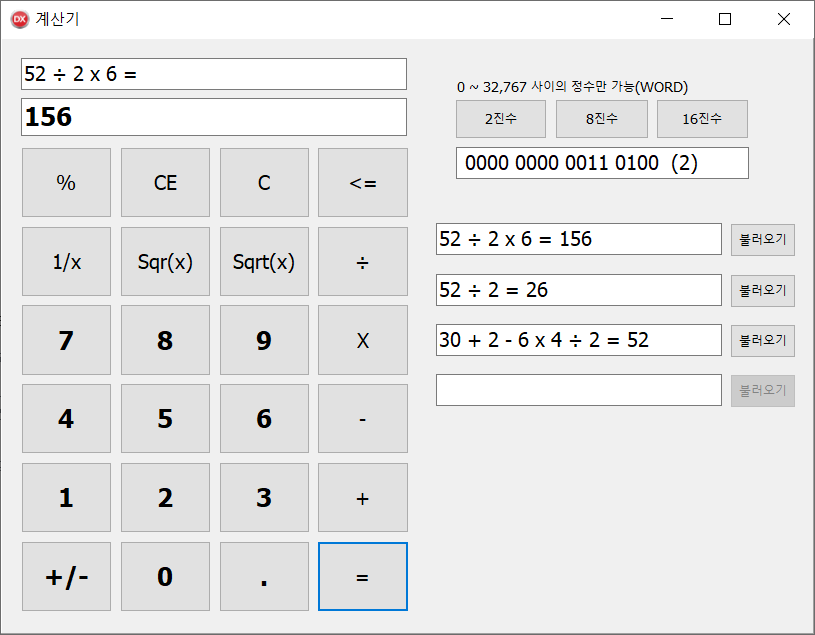 DX 계산기
52 ÷ 2 x 6 =
156
% CE C <=
1/x Sqr(x) Sqrt(x) ÷
7 8 9 X
4 5 6 -
1 2 3 +
+/- 0 . =
0 ~ 32,767 사이의 정수만 가능(WORD)
2진수 8진수 16진수
0000 0000 0011 0100 (2)
52 ÷ 2 x 6 = 156 불러오기
52 ÷ 2 = 26 불러오기
30 + 2 - 6 x 4 ÷ 2 = 52 불러오기
불러오기